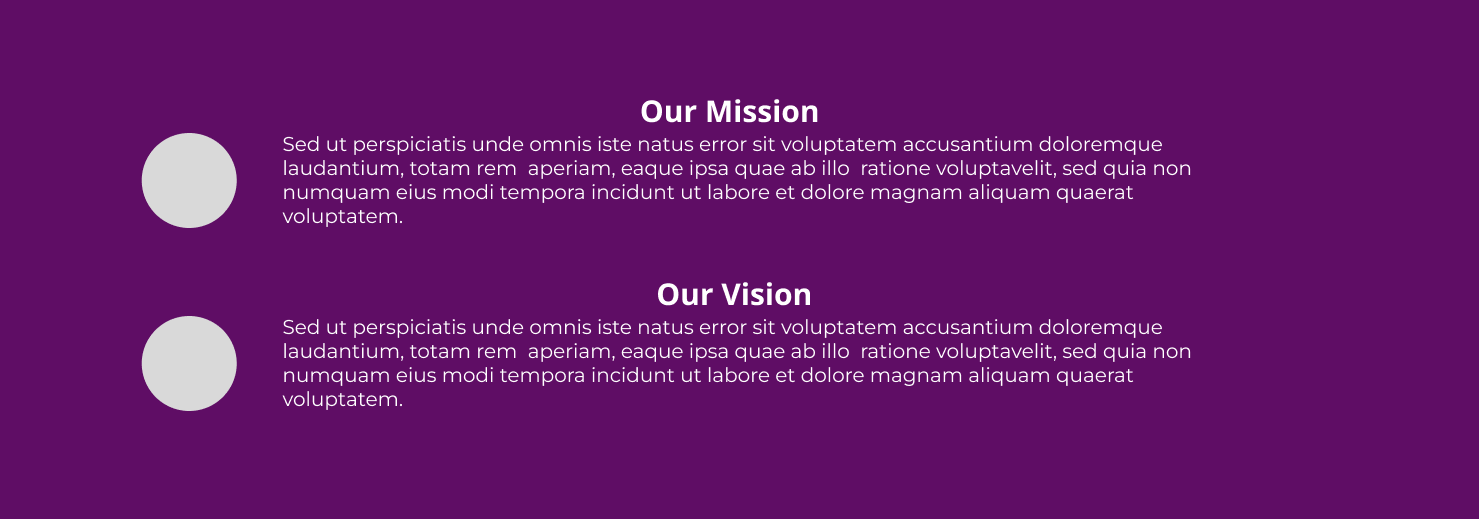 Our Mission
Sed ut perspiciatis unde omnis iste natus error sit voluptatem accusantium doloremque
laudantium, totam rem  aperiam, eaque ipsa quae ab illo  ratione voluptavelit, sed quia non
numquam eius modi tempora incidunt ut labore et dolore magnam aliquam quaerat
voluptatem.
Our Vision
Sed ut perspiciatis unde omnis iste natus error sit voluptatem accusantium doloremque
laudantium, totam rem  aperiam, eaque ipsa quae ab illo  ratione voluptavelit, sed quia non
numquam eius modi tempora incidunt ut labore et dolore magnam aliquam quaerat
voluptatem.